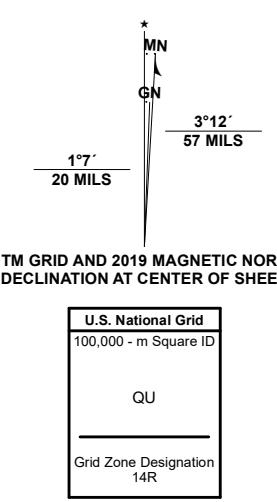 ★
MN
GN
3°12´
57 MILS
1°7´
20 MILS
TM GRID AND 2019 MAGNETIC NOR
DECLINATION AT CENTER OF SHEE
U.S. National Grid
100,000 - m Square ID
QU
Grid Zone Designation
14R